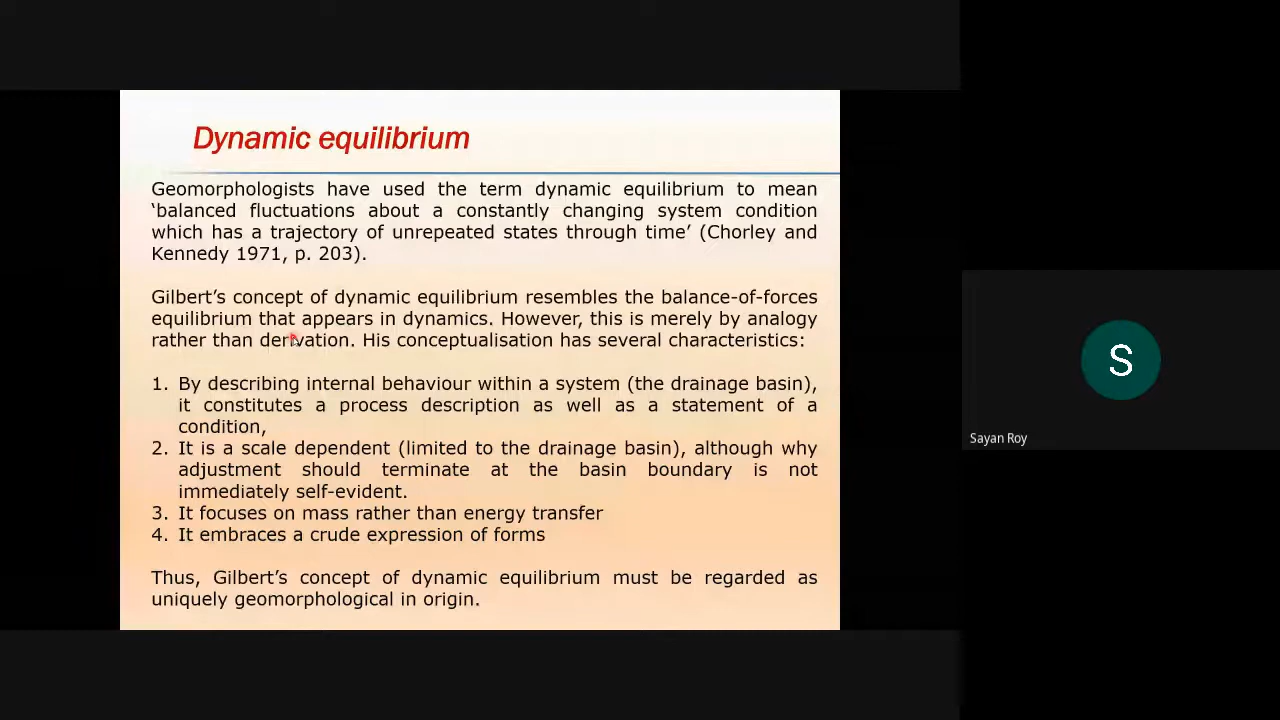 Dynamic equilibrium
Geomorphologists have used the term dynamic equilibrium to mean
‘balanced fluctuations about a constantly changing system condition
which has a trajectory of unrepeated states through time’ (Chorley and
Kennedy 1971, p. 203).
Gilbert’s concept of dynamic equilibrium resembles the balance-of-forces
equilibrium that appears in dynamics. However, this is merely by analogy
rather than derivation. His conceptualisation has several characteristics:
1. By describing internal behaviour within a system (the drainage basin),
it constitutes a process description as well as a statement of a
condition,
2. It is a scale dependent (limited to the drainage basin), although why
adjustment should terminate at the basin boundary is not
immediately self-evident.
3. It focuses on mass rather than energy transfer
4. It embraces a crude expression of forms
Thus, Gilbert’s concept of dynamic equilibrium must be regarded as
uniquely geomorphological in origin.
S
Sayan Roy